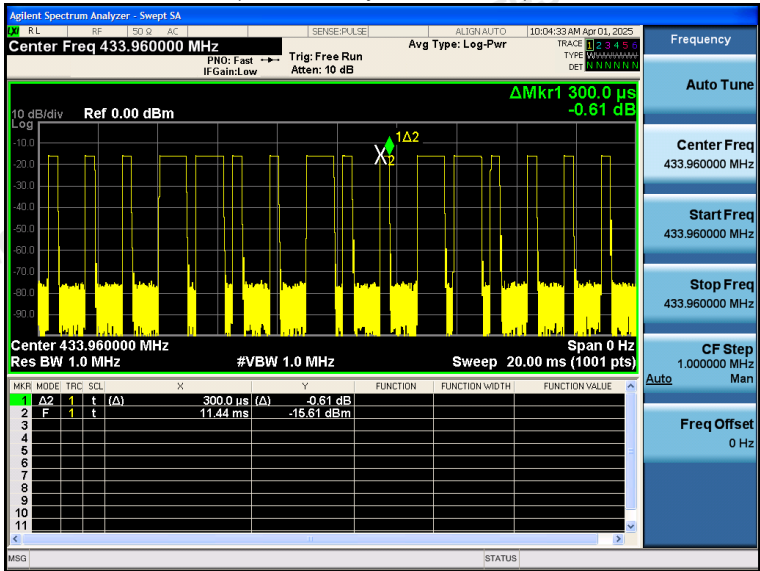 Agilent Spectrum Analyzer - Swept SA
RL RF 50 Ω AC SENSE:PULSE ALIGNAUTO 10:04:33 AM Apr 01, 2025
Center Freq 433.960000 MHz
PNO: Fast
IFGain:Low
Trig: Free Run
Atten: 10 dB
Avg Type: Log-Pwr
TRACE 1 2 3 4 5 6
TYPE
DET N N N N N N
ΔMkr1 300.0 µs
-0.61 dB
10 dB/div Ref 0.00 dBm
Log
-10.0
-20.0
-30.0
-40.0
-50.0
-60.0
-70.0
-80.0
-90.0
1Δ2
2
Center 433.960000 MHz Span 0 Hz
Res BW 1.0 MHz #VBW 1.0 MHz Sweep 20.00 ms (1001 pts)
MKR MODE TRC SCL X Y FUNCTION FUNCTION WIDTH FUNCTION VALUE
1 Δ2 1 t (Δ) 300.0 µs (Δ) -0.61 dB
2 F 1 t 11.44 ms -15.61 dBm
3
4
5
6
7
8
9
10
11
MSG STATUS
Frequency
Auto Tune
Center Freq
433.960000 MHz
Start Freq
433.960000 MHz
Stop Freq
433.960000 MHz
CF Step
1.000000 MHz
Auto Man
Freq Offset
0 Hz